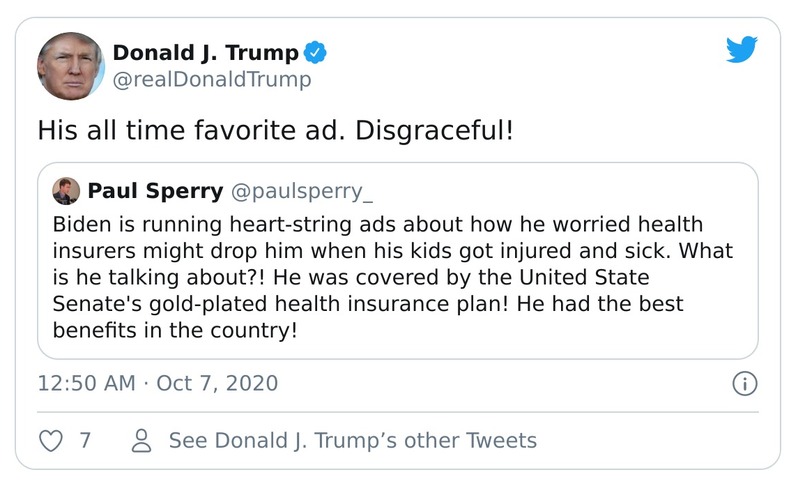 Donald J. Trump
@realDonaldTrump
His all time favorite ad. Disgraceful!
Paul Sperry @paulsperry_
Biden is running heart-string ads about how he worried health
insurers might drop him when his kids got injured and sick. What
is he talking about?! He was covered by the United State
Senate's gold-plated health insurance plan! He had the best
benefits in the country!
12:50 AM · Oct 7, 2020
7 See Donald J. Trump’s other Tweets